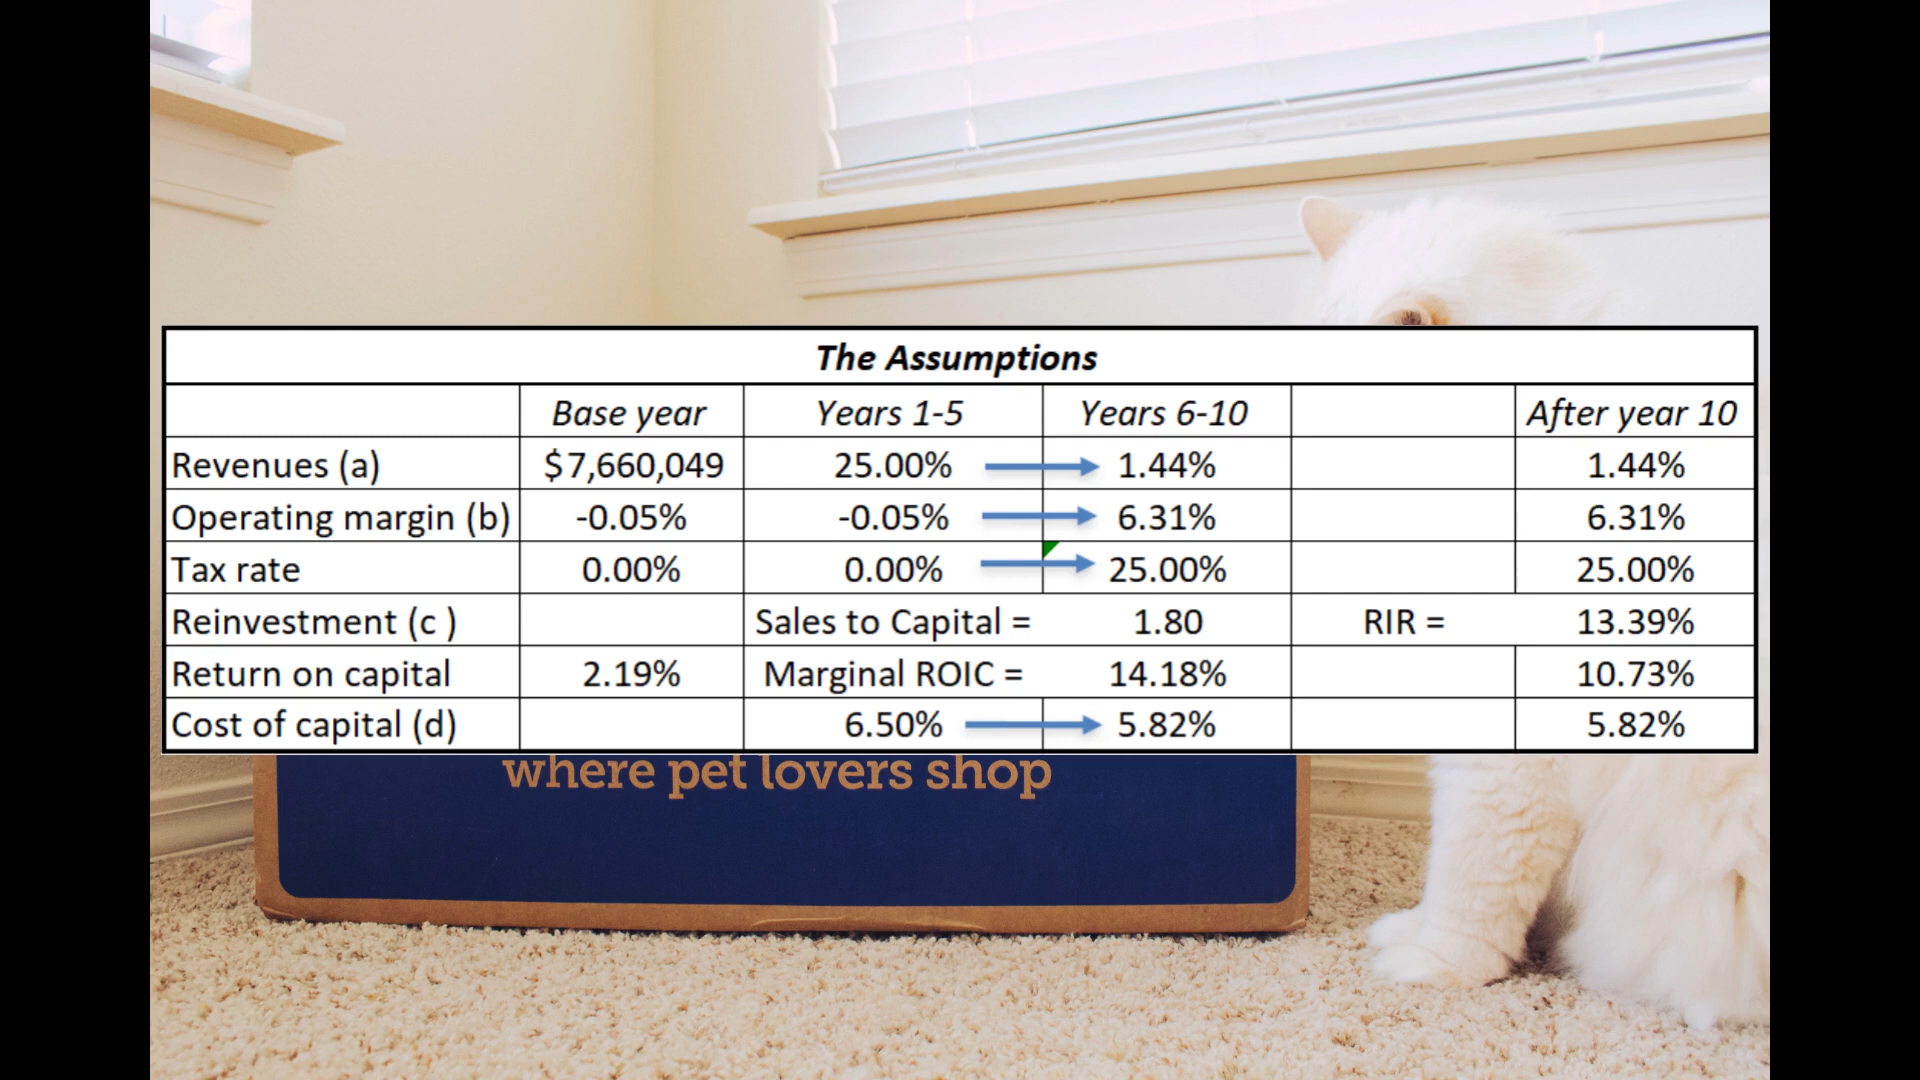 The Assumptions
Base year Years 1-5 Years 6-10 After year 10
Revenues (a) $7,660,049 25.00% 1.44% 1.44%
Operating margin (b) -0.05% -0.05% 6.31% 6.31%
Tax rate 0.00% 0.00% 25.00% 25.00%
Reinvestment (c ) Sales to Capital = 1.80 RIR = 13.39%
Return on capital 2.19% Marginal ROIC = 14.18% 10.73%
Cost of capital (d) 6.50% 5.82% 5.82%
where pet lovers shop